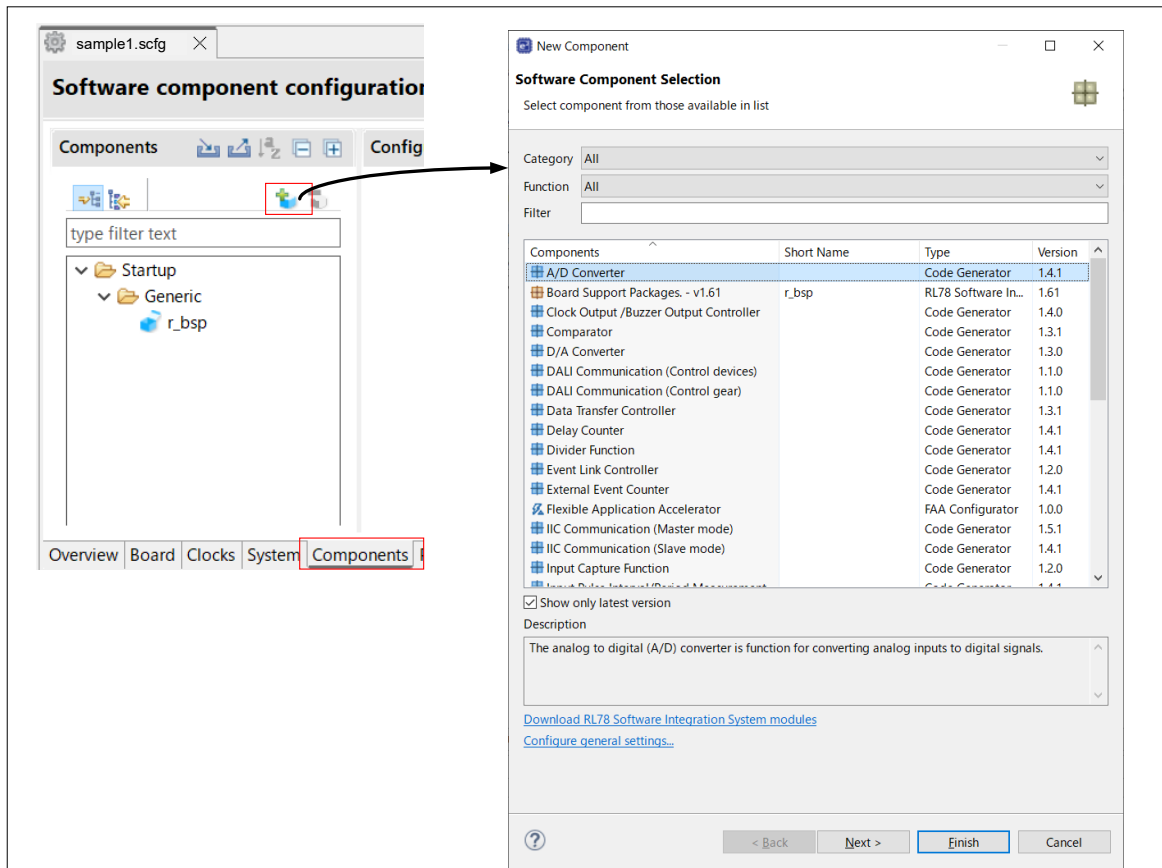 sample1.scfg
Software component configuration
Components
Config
type filter text
Startup
Generic
r_bsp
Overview Board Clocks System Components
New Component
Software Component Selection
Select component from those available in list
Category All
Function All
Filter
Components Short Name Type Version
A/D Converter Code Generator 1.4.1
Board Support Packages. - v1.61 r_bsp RL78 Software In... 1.61
Clock Output /Buzzer Output Controller Code Generator 1.4.0
Comparator Code Generator 1.3.1
D/A Converter Code Generator 1.3.0
DALI Communication (Control devices) Code Generator 1.1.0
DALI Communication (Control gear) Code Generator 1.1.0
Data Transfer Controller Code Generator 1.3.1
Delay Counter Code Generator 1.4.1
Divider Function Code Generator 1.4.1
Event Link Controller Code Generator 1.2.0
External Event Counter Code Generator 1.4.1
Flexible Application Accelerator FAA Configurator 1.0.0
IIC Communication (Master mode) Code Generator 1.5.1
IIC Communication (Slave mode) Code Generator 1.4.1
Input Capture Function Code Generator 1.2.0
Input Pulse Interval/Period Measurement Code Generator 1.4.1
Show only latest version
Description
The analog to digital (A/D) converter is function for converting analog inputs to digital signals.
Download RL78 Software Integration System modules
Configure general settings...
< Back Next > Finish Cancel